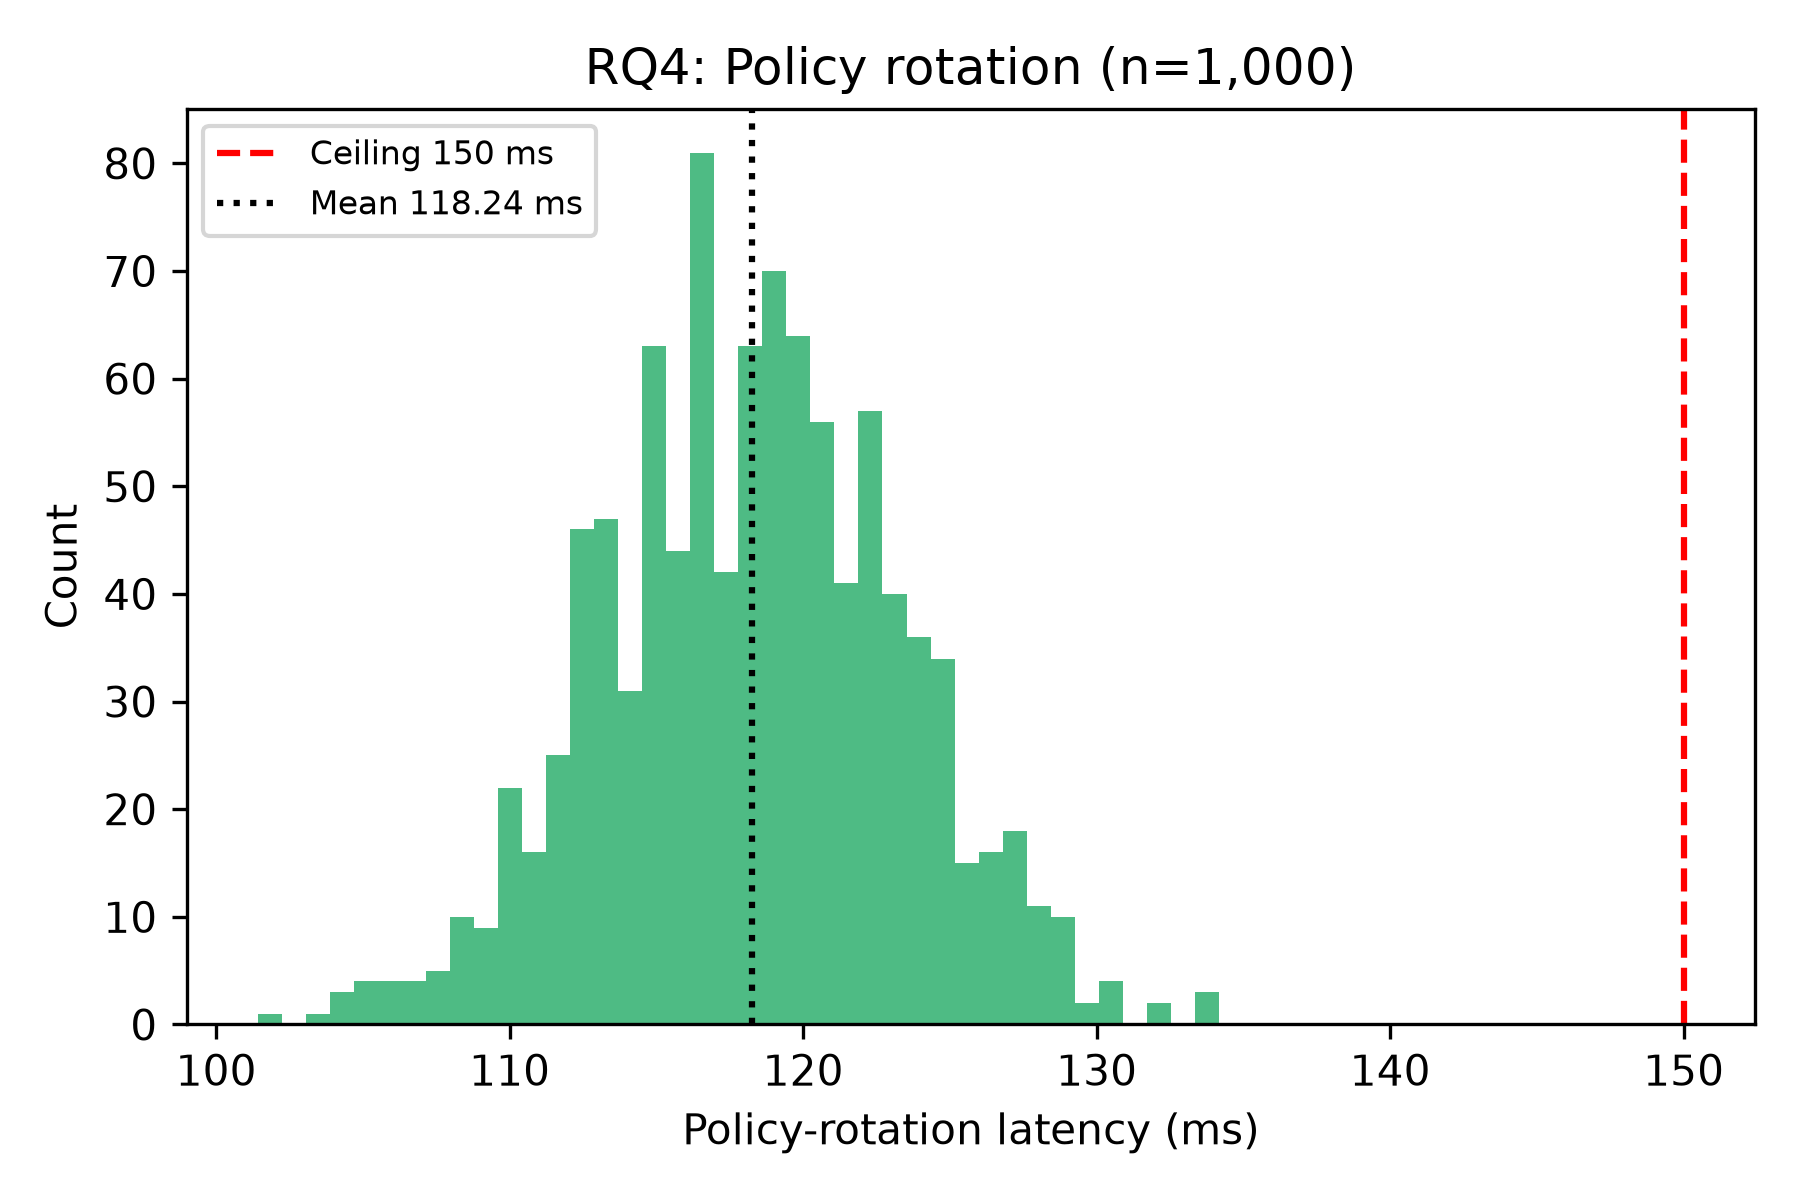 RQ4: Policy rotation (n=1,000)
Ceiling 150 ms
Mean 118.24 ms
80
70
60
50
40
30
20
10
0
Count
100 110 120 130 140 150
Policy-rotation latency (ms)